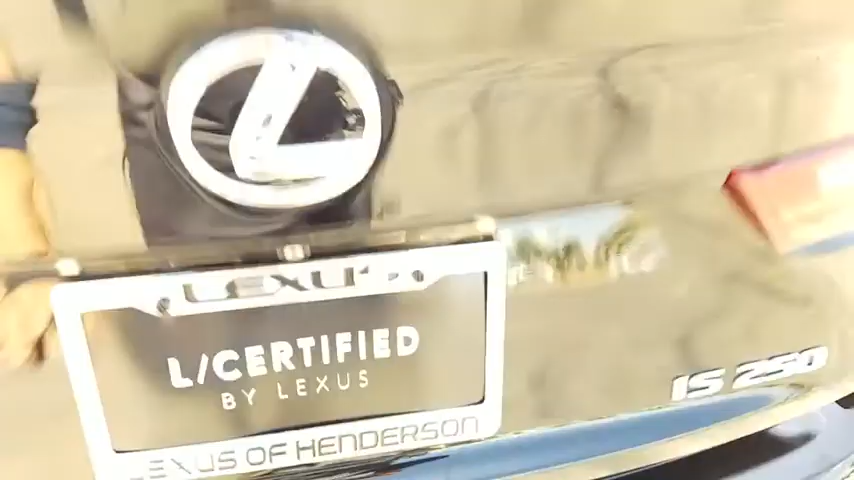 LEXUS
L/CERTIFIED
BY LEXUS
LEXUS OF HENDERSON
IS 250